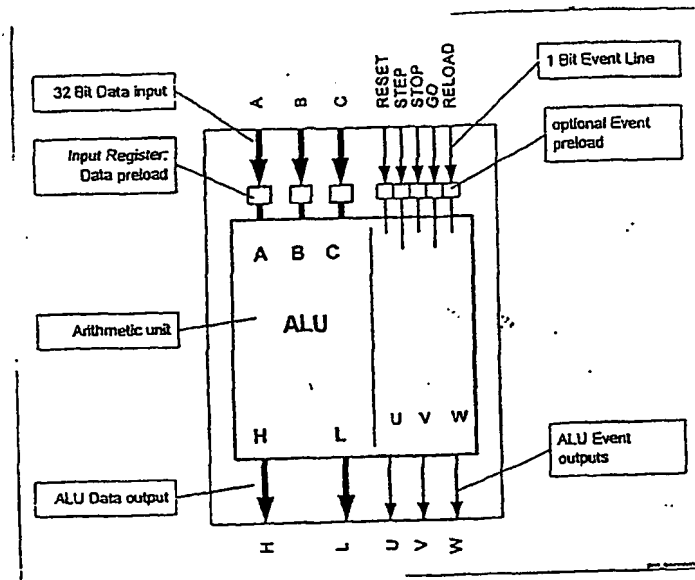 32 Bit Data input
A B C
RESET
STEP
STOP
GO
RELOAD
1 Bit Event Line
Input Register:
Data preload
optional Event
preload
A B C
Arithmetic unit
ALU
U V W
H L
ALU Data output
ALU Event
outputs
H L U V W